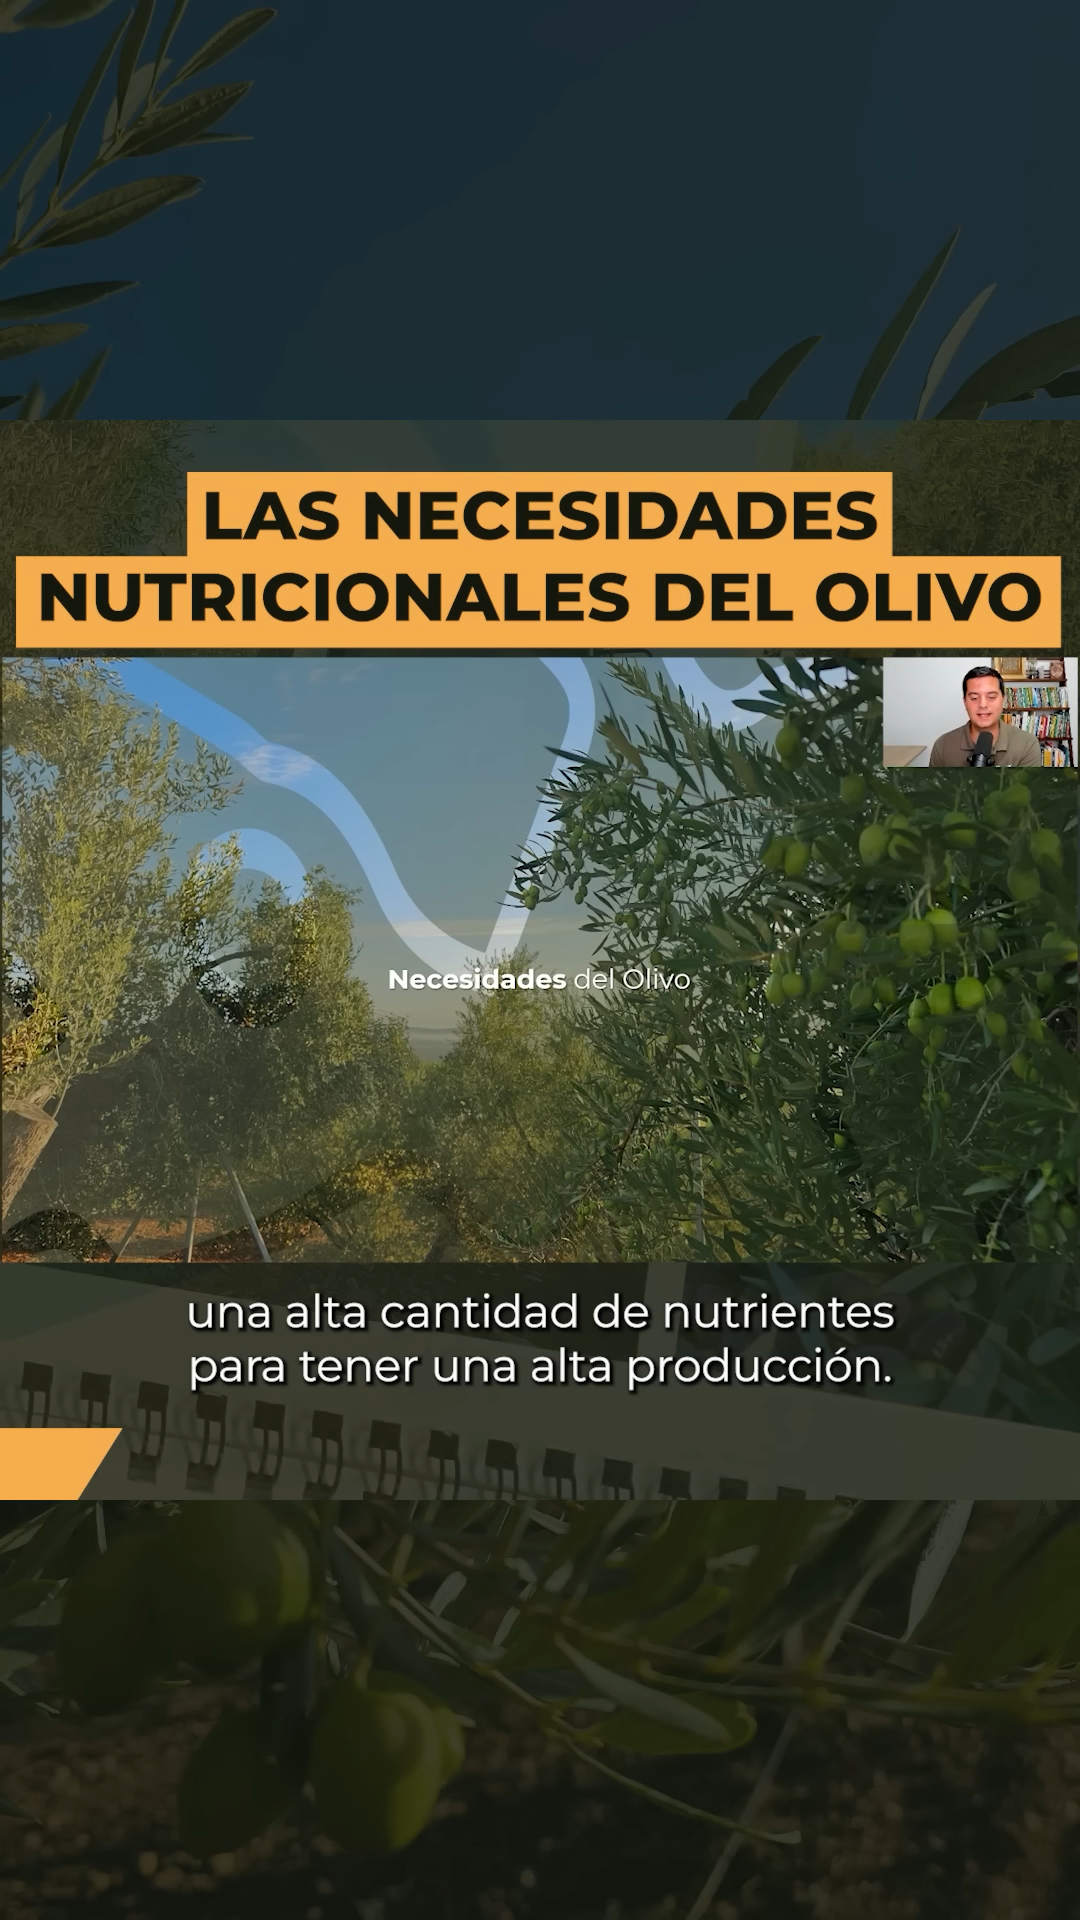 LAS NECESIDADES
NUTRICIONALES DEL OLIVO
Necesidades del Olivo
una alta cantidad de nutrientes
para tener una alta producción.